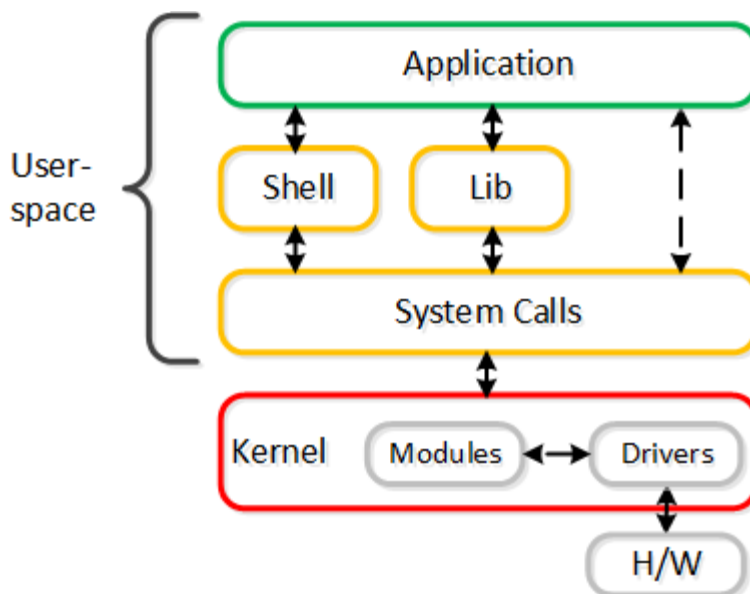 Application
User-
space
Shell
Lib
System Calls
Kernel
Modules
Drivers
H/W